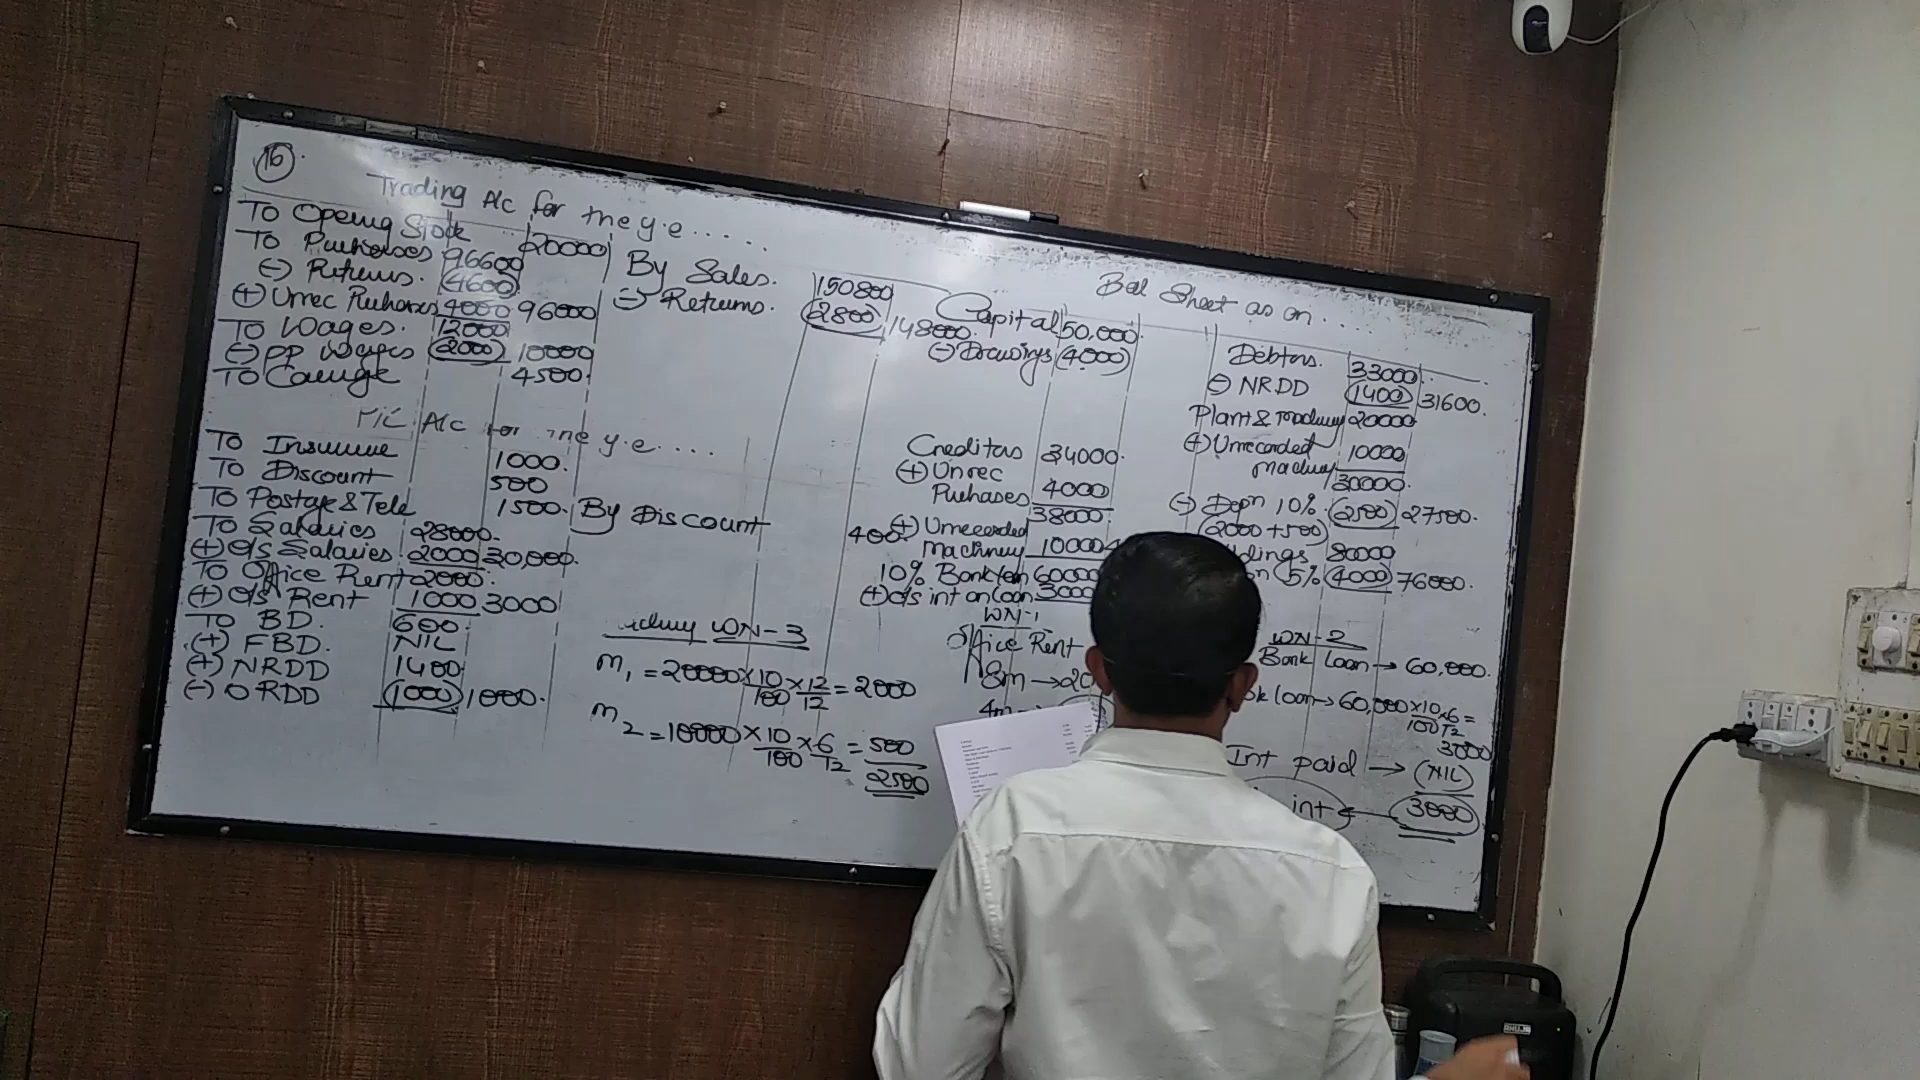 16
Trading A/c for the y.e.....
To Opening Stock 20000
To Purchases 96600
(-) Returns. (4600)
(+) Unrec Purchases 4000 96000
To Wages. 12000
(-) PP Wages (2000) 10000
To Carriage 4500.
By Sales. 150800
(-) Returns. (2800) 148000.
P/L A/c for the y.e....
To Insurance 1000.
To Discount 500
To Postage & Tele 1500.
To Salaries 28000.
(+) O/s Salaries. 2000 30,000.
To Office Rent 2000.
(+) O/s Rent 1000 3000
To BD. 600.
(+) FBD. NIL
(+) NRDD 1400
(-) ORDD (1000) 1000.
By Discount 400.
WN-3
M1 = 20000 × 10/100 × 12/12 = 2000
M2 = 10000 × 10/100 × 6/12 = 500
2500
Bal Sheet as on....
Capital 50,000.
(-) Drawings (4000)
Creditors 34000.
(+) Unrec
Purhases 4000
38000.
(+) Unrecorded
Machinery 10000
10% Bank loan 60000
(+) o/s int on loan 3000
Debtors. 33000.
(-) NRDD (1400) 31600.
Plant & Machinery 20000
(+) Unrecorded
Machinery 10000
30000.
(-) Depn 10%. (2500) 27500.
(2000 + 500)
80000
5% (4000) 76000.
WN-1
Office Rent
8m →
4m
WN-2
Bank loan → 60,000.
loan → 60,000 × 10/100 × 6/12 =
3000
Int paid → (NIL)
int ← 3000